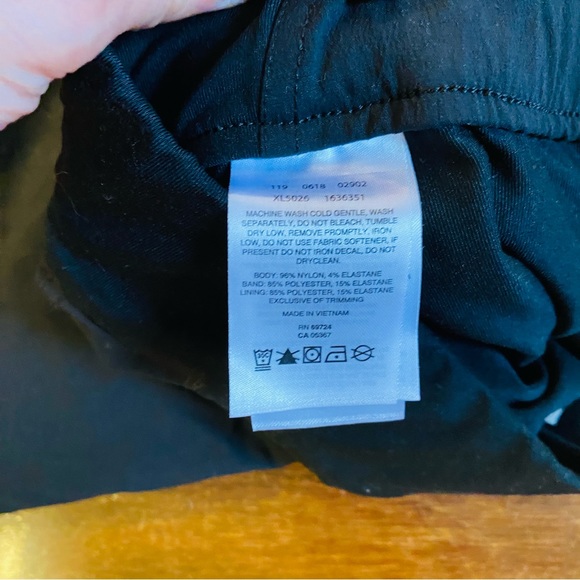 119 0618 02902
XL5026 1636351
MACHINE WASH COLD GENTLE, WASH
SEPARATELY, DO NOT BLEACH, TUMBLE
DRY LOW, REMOVE PROMPTLY, IRON
LOW, DO NOT USE FABRIC SOFTENER, IF
PRESENT DO NOT IRON DECAL, DO NOT
DRYCLEAN.
BODY: 96% NYLON, 4% ELASTANE
BAND: 85% POLYESTER, 15% ELASTANE
LINING: 85% POLYESTER, 15% ELASTANE
EXCLUSIVE OF TRIMMING
MADE IN VIETNAM
RN 69724
CA 05367